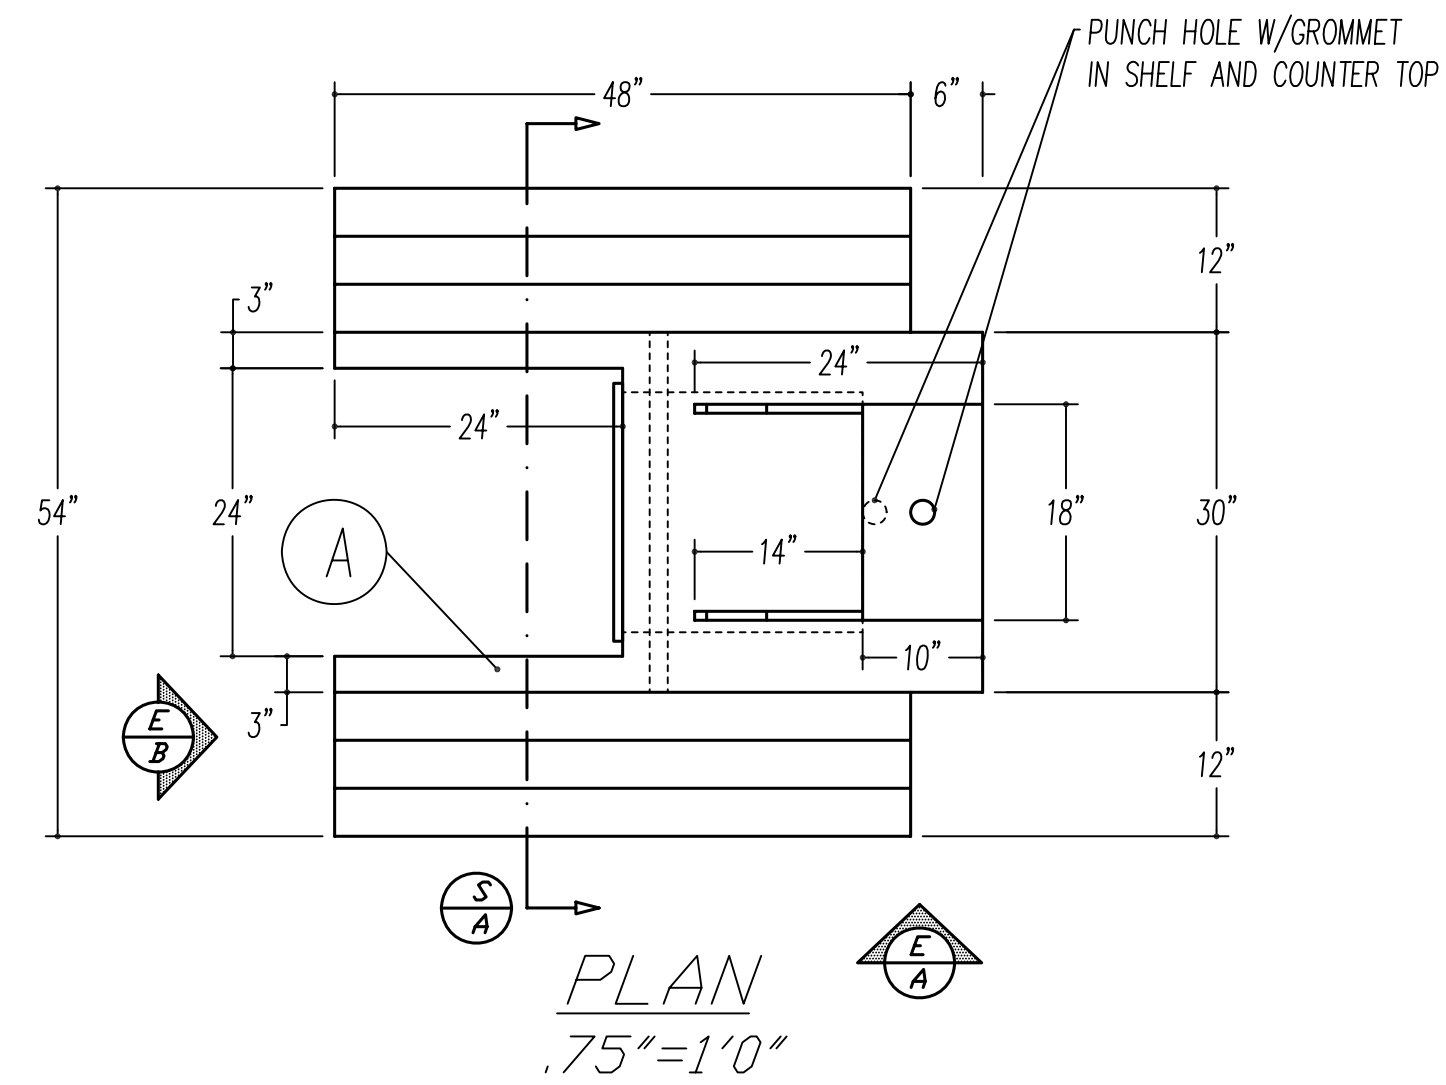 PUNCH HOLE W/GROMMET
IN SHELF AND COUNTER TOP
48"
6"
12"
3"
24"
24"
54"
24"
18"
30"
A
14"
10"
3"
12"
E
B
S
A
E
A
PLAN
.75"=1'0"